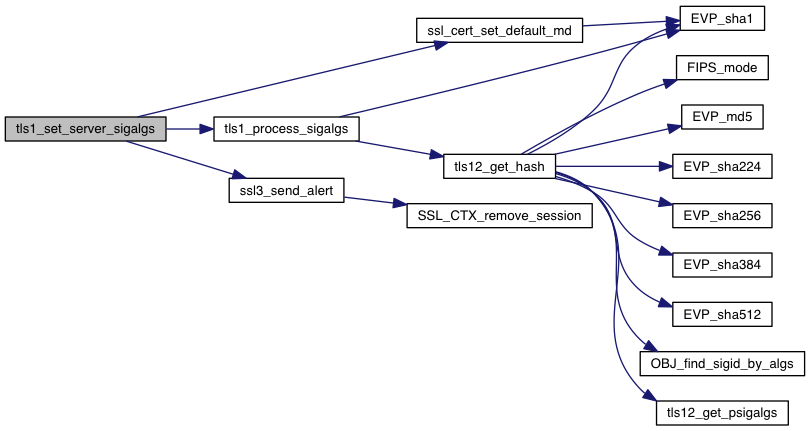 ssl_cert_set_default_md
EVP_sha1
FIPS_mode
tls1_set_server_sigalgs
tls1_process_sigalgs
EVP_md5
tls12_get_hash
EVP_sha224
ssl3_send_alert
SSL_CTX_remove_session
EVP_sha256
EVP_sha384
EVP_sha512
OBJ_find_sigid_by_algs
tls12_get_psigalgs